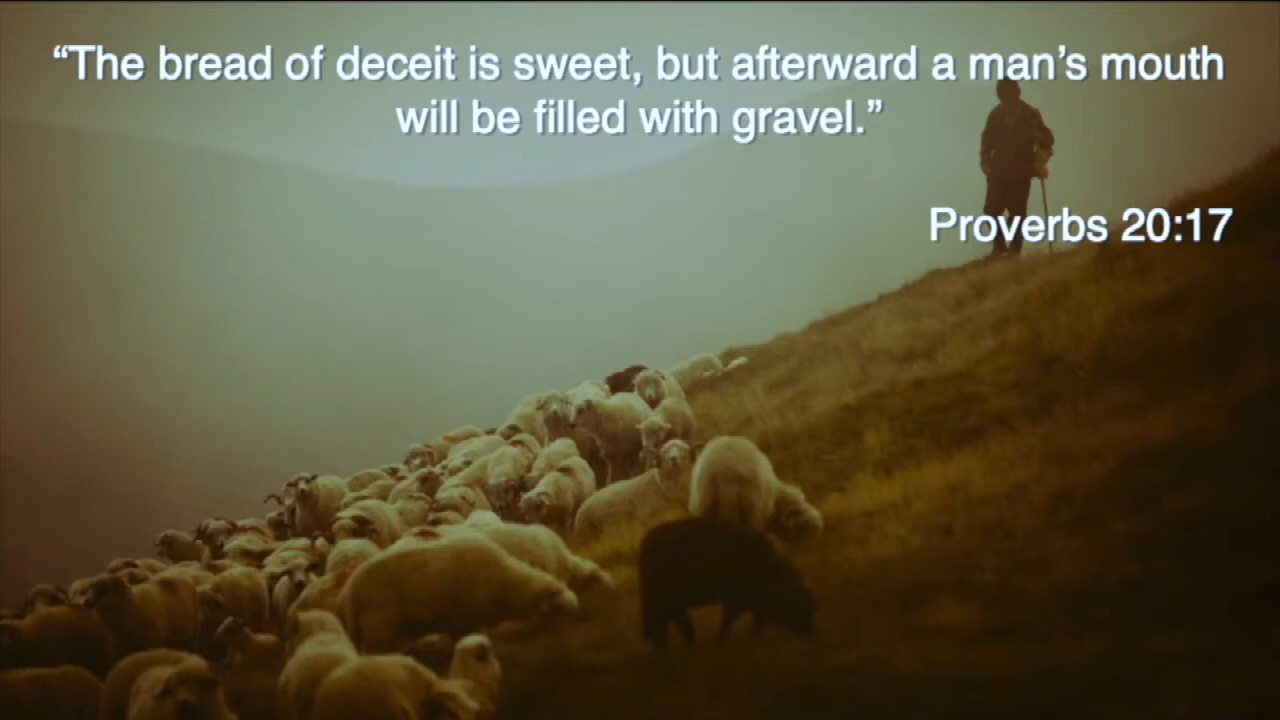 “The bread of deceit is sweet, but afterward a man’s mouth
will be filled with gravel.”
Proverbs 20:17